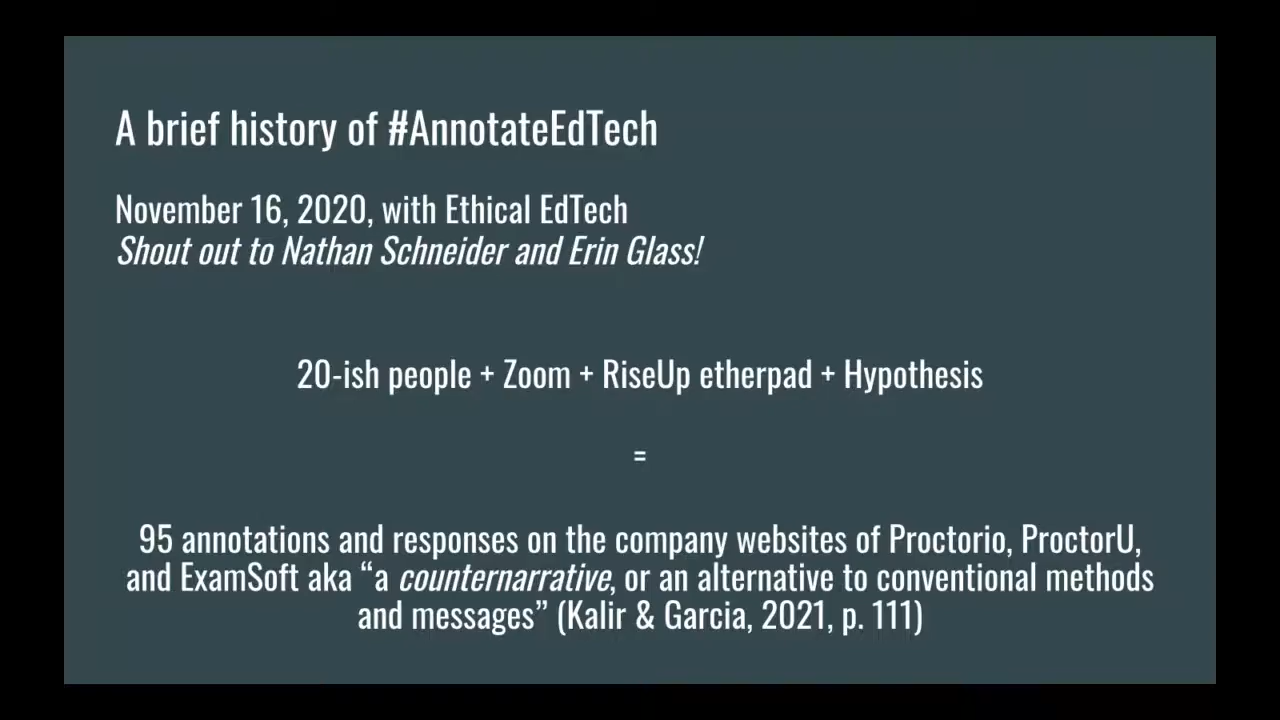 A brief history of #AnnotateEdTech
November 16, 2020, with Ethical EdTech
Shout out to Nathan Schneider and Erin Glass!
20-ish people + Zoom + RiseUp etherpad + Hypothesis
=
95 annotations and responses on the company websites of Proctorio, ProctorU,
and ExamSoft aka “a counternarrative, or an alternative to conventional methods
and messages” (Kalir & Garcia, 2021, p. 111)